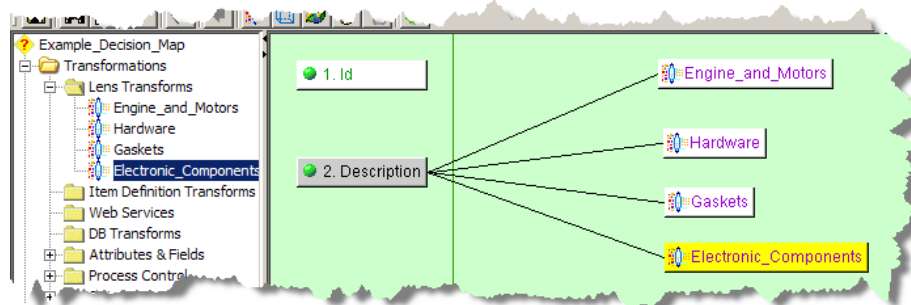 Example_Decision_Map
Transformations
Lens Transforms
Engine_and_Motors
Hardware
Gaskets
Electronic_Components
Item Definition Transforms
Web Services
DB Transforms
Attributes & Fields
Process Control
1. Id
2. Description
Engine_and_Motors
Hardware
Gaskets
Electronic_Components